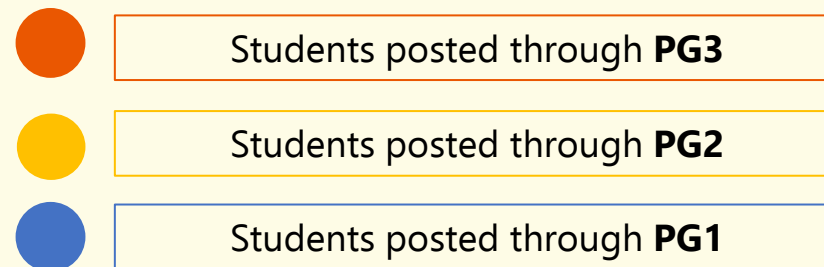 Students posted through PG3
Students posted through PG2
Students posted through PG1